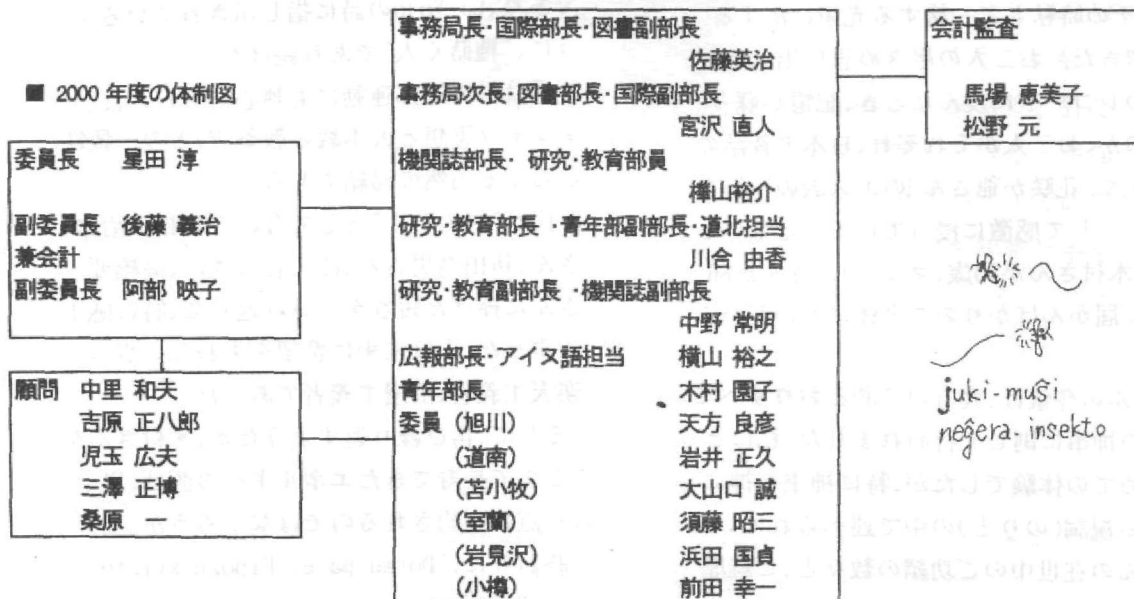 ■ 2000 年度の体制図
委員長 星田 淳
副委員長 後藤 義治
兼会計
副委員長 阿部 映子
顧問 中里 和夫
吉原 正八郎
児玉 広夫
三澤 正博
桑原
事務局長・国際部長・図書副部長
佐藤英治
事務局次長・図書部長・国際副部長
宮沢 直人
機関誌部長・ 研究・教育部員
樺山裕介
研究・教育部長 ・青年部副部長・道北担当
川合 由香
研究・教育副部長 ・機関誌副部長
中野 常明
広報部長・アイヌ語担当 横山 裕之
青年部長 木村 園子
委員 (旭川) 天方 良彦
(道南) 岩井 正久
(苫小牧) 大山口 誠
(室蘭) 須藤 昭三
(岩見沢) 浜田 国貞
(小樽) 前田 幸一
会計監査
馬場 恵美子
松野 元
juki-muŝi
neĝera insekto